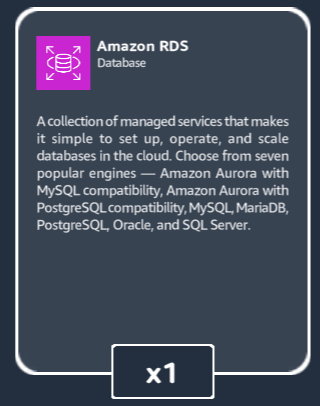 Amazon RDS
Database
A collection of managed services that makes
it simple to set up, operate, and scale
databases in the cloud. Choose from seven
popular engines — Amazon Aurora with
MySQL compatibility, Amazon Aurora with
PostgreSQL compatibility, MySQL, MariaDB,
PostgreSQL, Oracle, and SQL Server.
x1